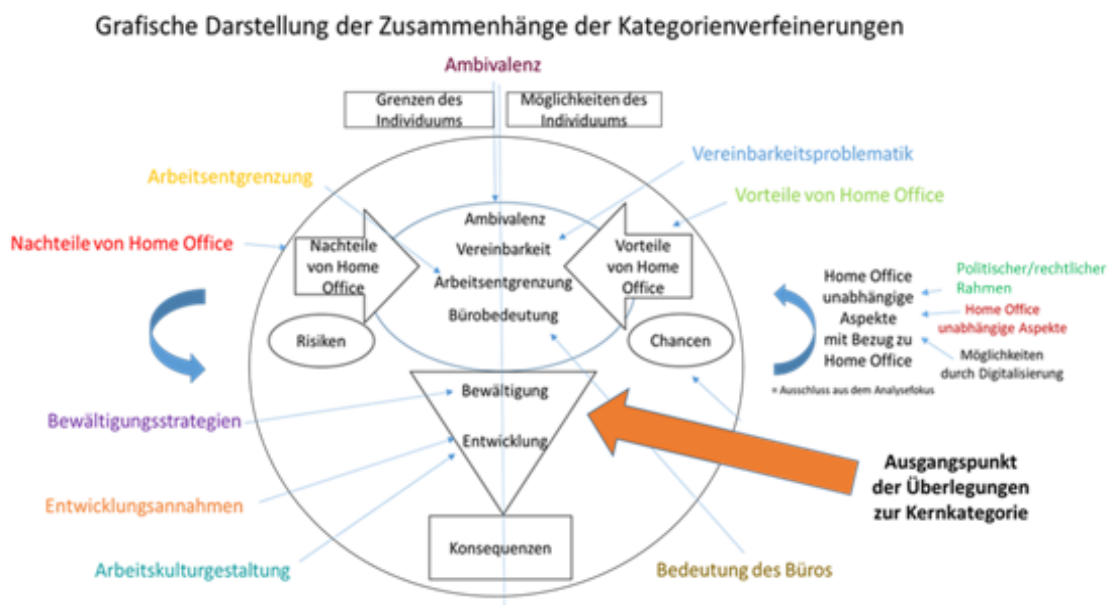 Grafische Darstellung der Zusammenhänge der Kategorienverfeinerungen
Ambivalenz
Grenzen des
Individuums
Möglichkeiten des
Individuums
Vereinbarkeitsproblematik
Arbeitsentgrenzung
Vorteile von Home Office
Nachteile von Home Office
Ambivalenz
Vereinbarkeit
Arbeitsentgrenzung
Bürobedeutung
Nachteile
von Home
Office
Vorteile
von Home
Office
Risiken
Chancen
Home Office
unabhängige
Aspekte
mit Bezug zu
Home Office
Politischer/rechtlicher
Rahmen
Home Office
unabhängige Aspekte
Möglichkeiten
durch Digitalisierung
= Ausschluss aus dem Analysefokus
Bewältigung
Entwicklung
Bewältigungsstrategien
Entwicklungsannahmen
Arbeitskulturgestaltung
Konsequenzen
Ausgangspunkt
der Überlegungen
zur Kernkategorie
Bedeutung des Büros